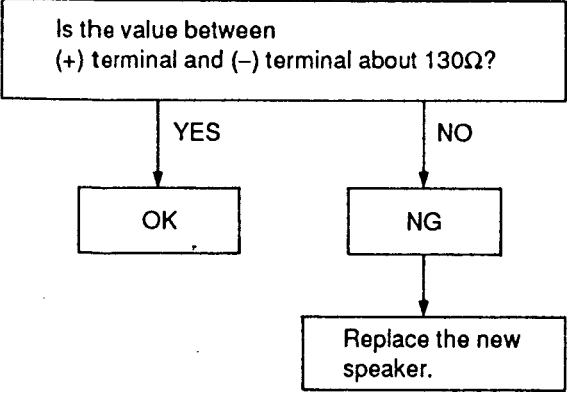 Is the value between
(+) terminal and (–) terminal about 130Ω?
YES
NO
OK
NG
Replace the new
speaker.